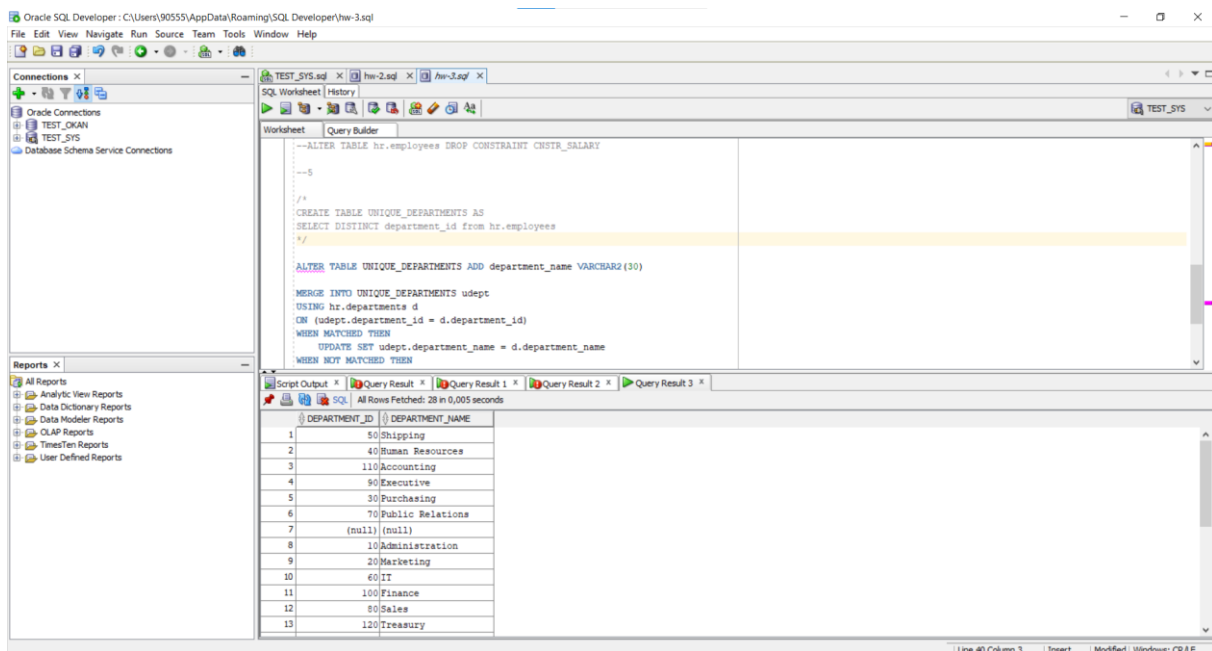 Oracle SQL Developer : C:\Users\90555\AppData\Roaming\SQL Developer\hw-3.sql
File Edit View Navigate Run Source Team Tools Window Help
Connections
Oracle Connections
TEST_OKAN
TEST_SYS
Database Schema Service Connections
Reports
All Reports
Analytic View Reports
Data Dictionary Reports
Data Modeler Reports
OLAP Reports
TimesTen Reports
User Defined Reports
TEST_SYS.sql hw-2.sql hw-3.sql
SQL Worksheet History
TEST_SYS
Worksheet Query Builder
--ALTER TABLE hr.employees DROP CONSTRAINT CNSTR_SALARY
--5
/*
CREATE TABLE UNIQUE_DEPARTMENTS AS
SELECT DISTINCT department_id from hr.employees
*/
ALTER TABLE UNIQUE_DEPARTMENTS ADD department_name VARCHAR2(30)
MERGE INTO UNIQUE_DEPARTMENTS udept
USING hr.departments d
ON (udept.department_id = d.department_id)
WHEN MATCHED THEN
UPDATE SET udept.department_name = d.department_name
WHEN NOT MATCHED THEN
Script Output Query Result Query Result 1 Query Result 2 Query Result 3
SQL All Rows Fetched: 28 in 0,005 seconds
DEPARTMENT_ID DEPARTMENT_NAME
1 50 Shipping
2 40 Human Resources
3 110 Accounting
4 90 Executive
5 30 Purchasing
6 70 Public Relations
7 (null) (null)
8 10 Administration
9 20 Marketing
10 60 IT
11 100 Finance
12 80 Sales
13 120 Treasury
Line 40 Column 3 Insert Modified Windows: CR/LF